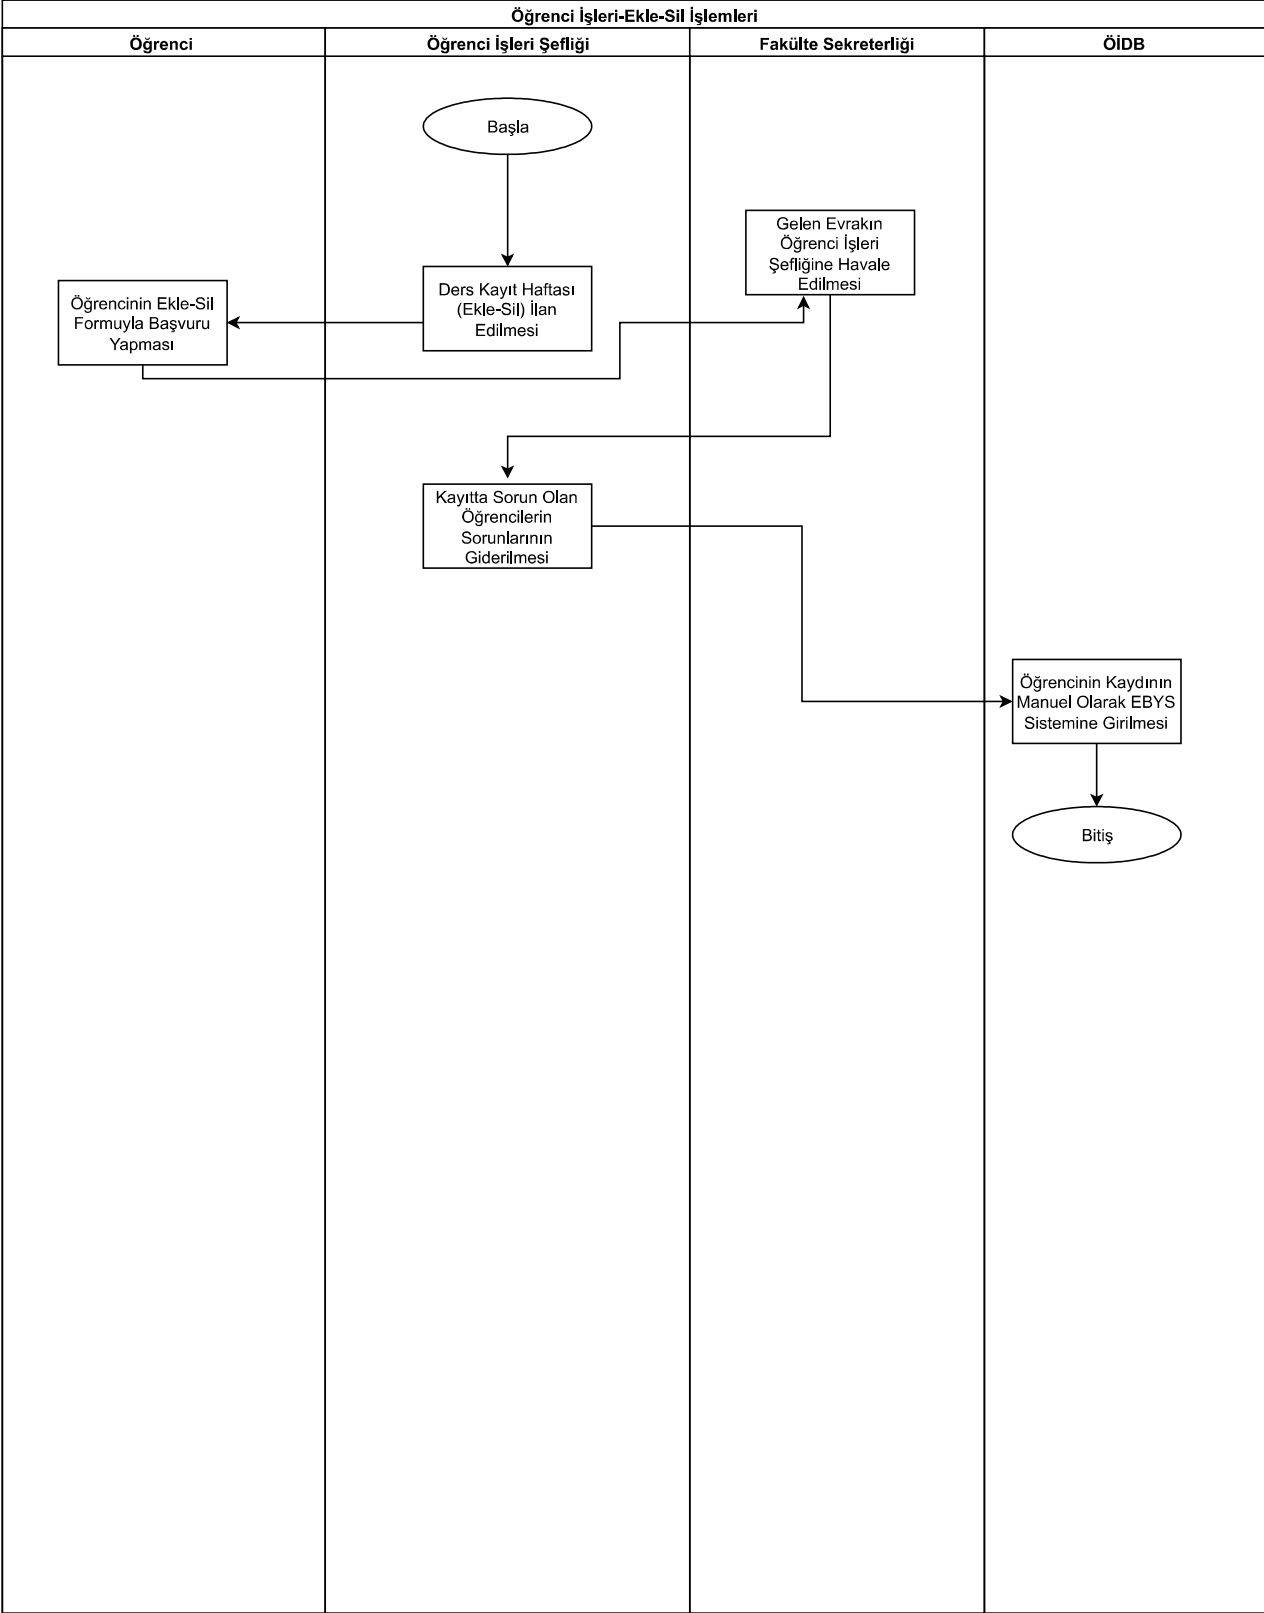 Öğrenci İşleri-Ekle-Sil İşlemleri
Öğrenci
Öğrenci İşleri Şefliği
Fakülte Sekreterliği
ÖİDB
Başla
Ders Kayıt Haftası
(Ekle-Sil) İlan
Edilmesi
Öğrencinin Ekle-Sil
Formuyla Başvuru
Yapması
Gelen Evrakın
Öğrenci İşleri
Şefliğine Havale
Edilmesi
Kayıtta Sorun Olan
Öğrencilerin
Sorunlarının
Giderilmesi
Öğrencinin Kaydının
Manuel Olarak EBYS
Sistemine Girilmesi
Bitiş